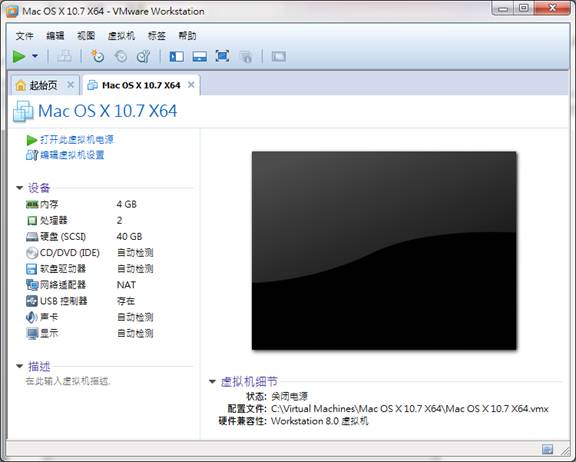 Mac OS X 10.7 X64 - VMware Workstation
文件 编辑 视图 虚拟机 标签 帮助
起始页 Mac OS X 10.7 X64
Mac OS X 10.7 X64
打开此虚拟机电源
编辑虚拟机设置
设备
内存 4 GB
处理器 2
硬盘 (SCSI) 40 GB
CD/DVD (IDE) 自动检测
软盘驱动器 自动检测
网络适配器 NAT
USB 控制器 存在
声卡 自动检测
显示 自动检测
描述
在此输入虚拟机描述.
虚拟机细节
状态: 关闭电源
配置文件: C:\Virtual Machines\Mac OS X 10.7 X64\Mac OS X 10.7 X64.vmx
硬件兼容性: Workstation 8.0 虚拟机